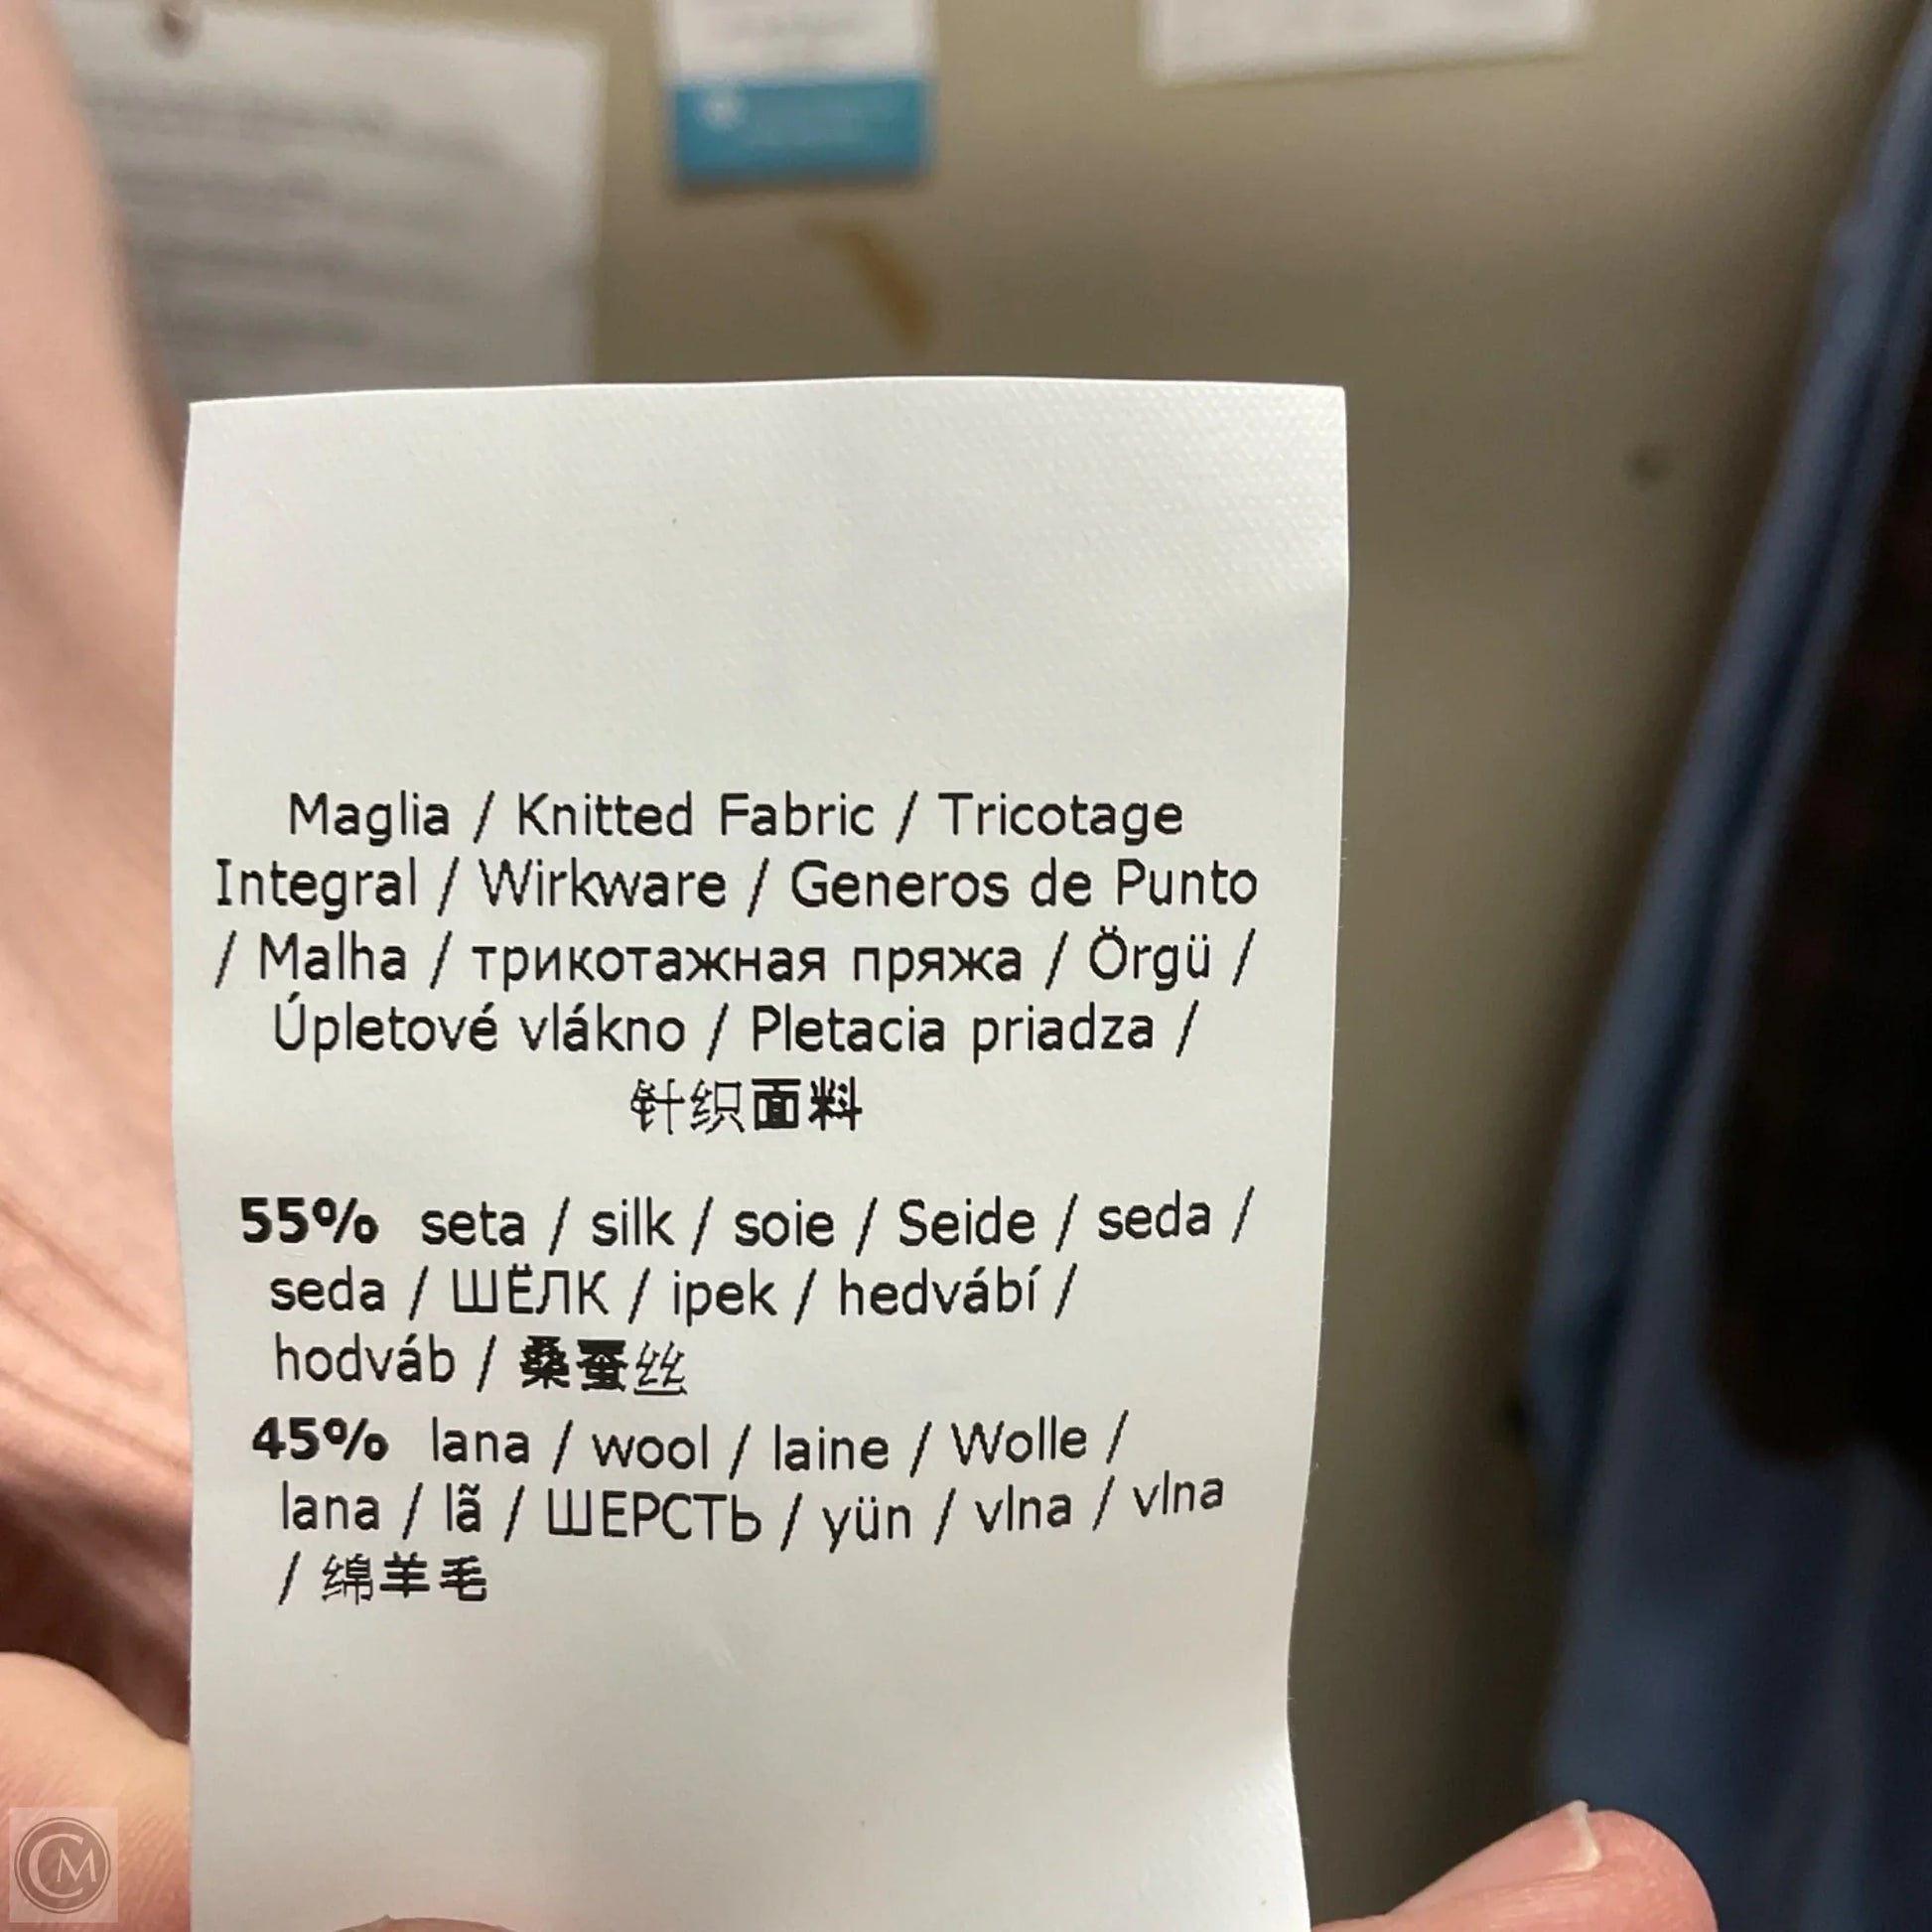 Maglia / Knitted Fabric / Tricotage
Integral / Wirkware / Generos de Punto
/ Malha / трикотажная пряжа / Örgü /
Úpletové vlákno / Pletacia priadza /
针织面料
55% seta / silk / soie / Seide / seda /
seda / ШЁЛК / ipek / hedvábí /
hodváb / 桑蚕丝
45% lana / wool / laine / Wolle /
lana / lã / ШЕРСТЬ / yün / vlna / vlna
/ 绵羊毛
CM